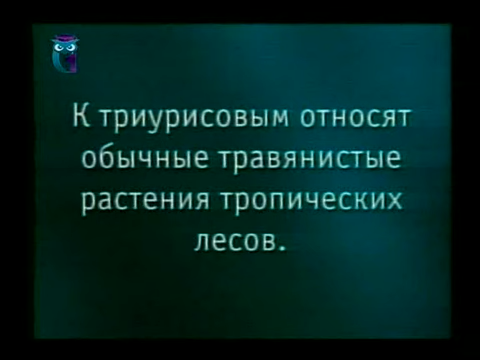 К триурисовым относят
обычные травянистые
растения тропических
лесов.